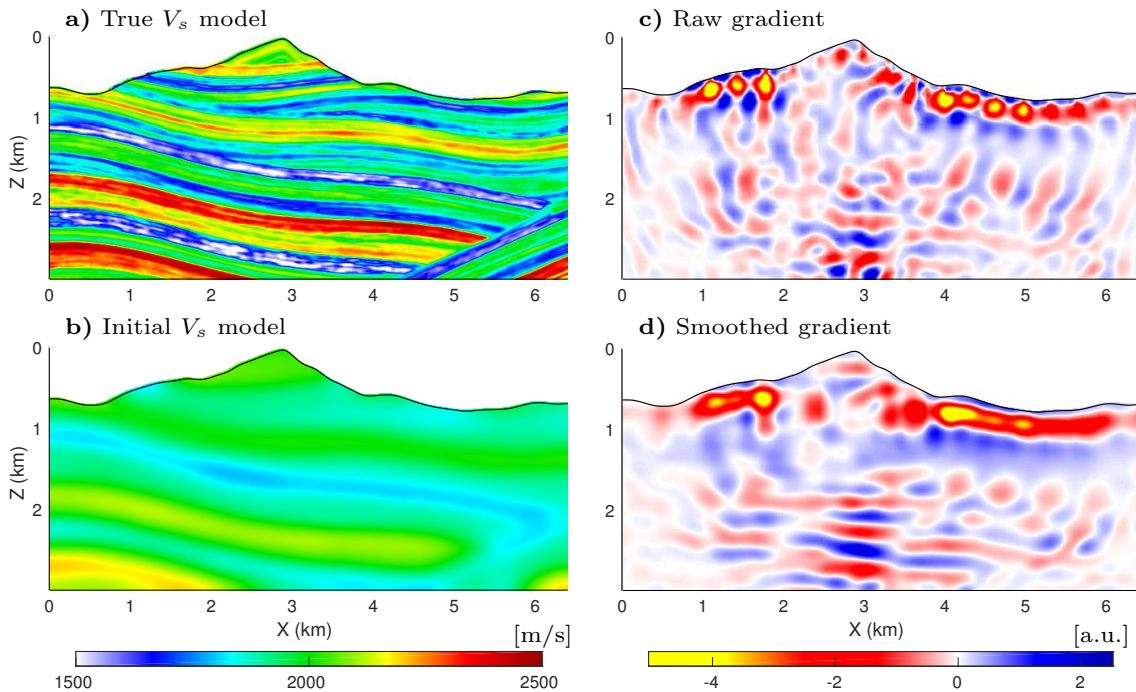 a) True Vs model
c) Raw gradient
0
1
2
Z (km)
0 1 2 3 4 5 6
0
1
2
0 1 2 3 4 5 6
b) Initial Vs model
d) Smoothed gradient
0
1
2
Z (km)
0 1 2 3 4 5 6
X (km)
0
1
2
0 1 2 3 4 5 6
X (km)
[m/s]
1500 2000 2500
[a.u.]
-4 -2 0 2